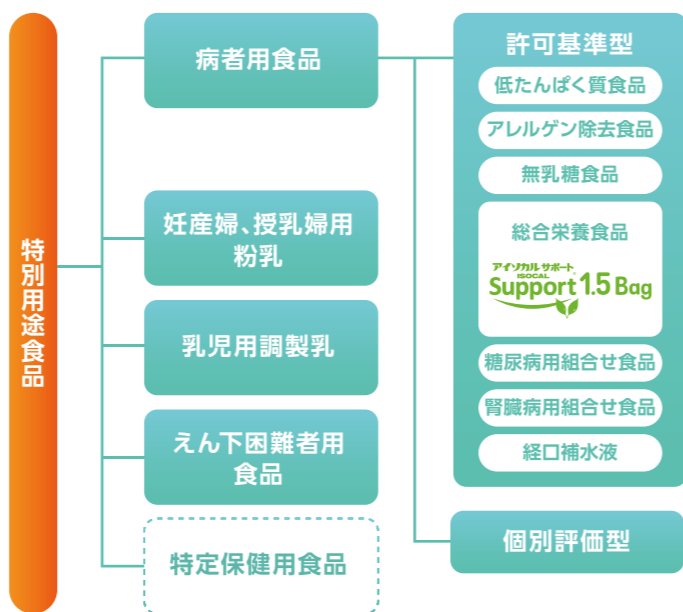 特別用途食品
病者用食品
妊産婦、授乳婦用
粉乳
乳児用調製乳
えん下困難者用
食品
特定保健用食品
許可基準型
低たんぱく質食品
アレルゲン除去食品
無乳糖食品
総合栄養食品
アイソカル サポート
ISOCAL
Support 1.5 Bag
糖尿病用組合せ食品
腎臓病用組合せ食品
経口補水液
個別評価型